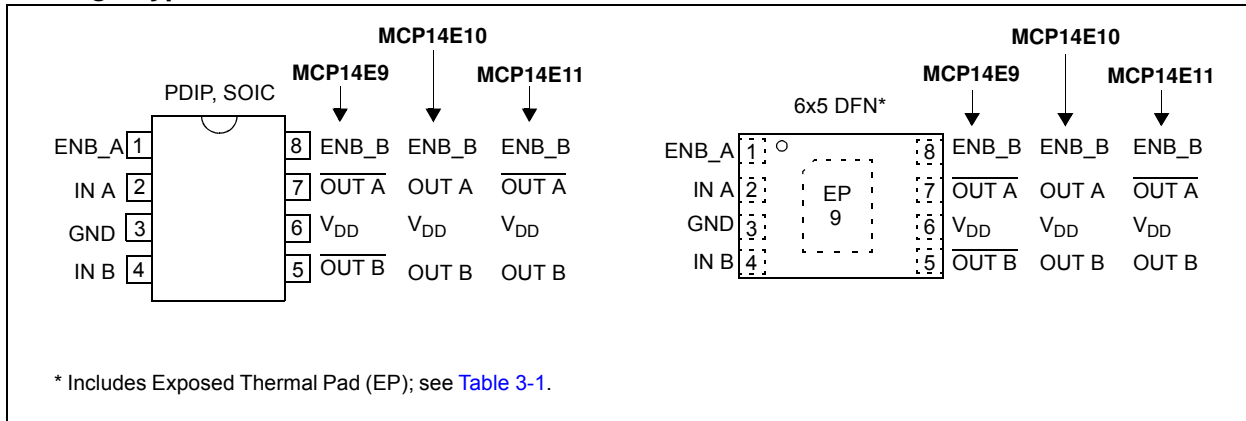 MCP14E10
MCP14E9 MCP14E11
PDIP, SOIC
ENB_A 1 8 ENB_B ENB_B ENB_B
IN A 2 7 OUT A OUT A OUT A
GND 3 6 VDD VDD VDD
IN B 4 5 OUT B OUT B OUT B
MCP14E10
MCP14E9 MCP14E11
6x5 DFN*
ENB_A 1 8 ENB_B ENB_B ENB_B
IN A 2 EP 7 OUT A OUT A OUT A
GND 3 9 6 VDD VDD VDD
IN B 4 5 OUT B OUT B OUT B
* Includes Exposed Thermal Pad (EP); see Table 3-1.